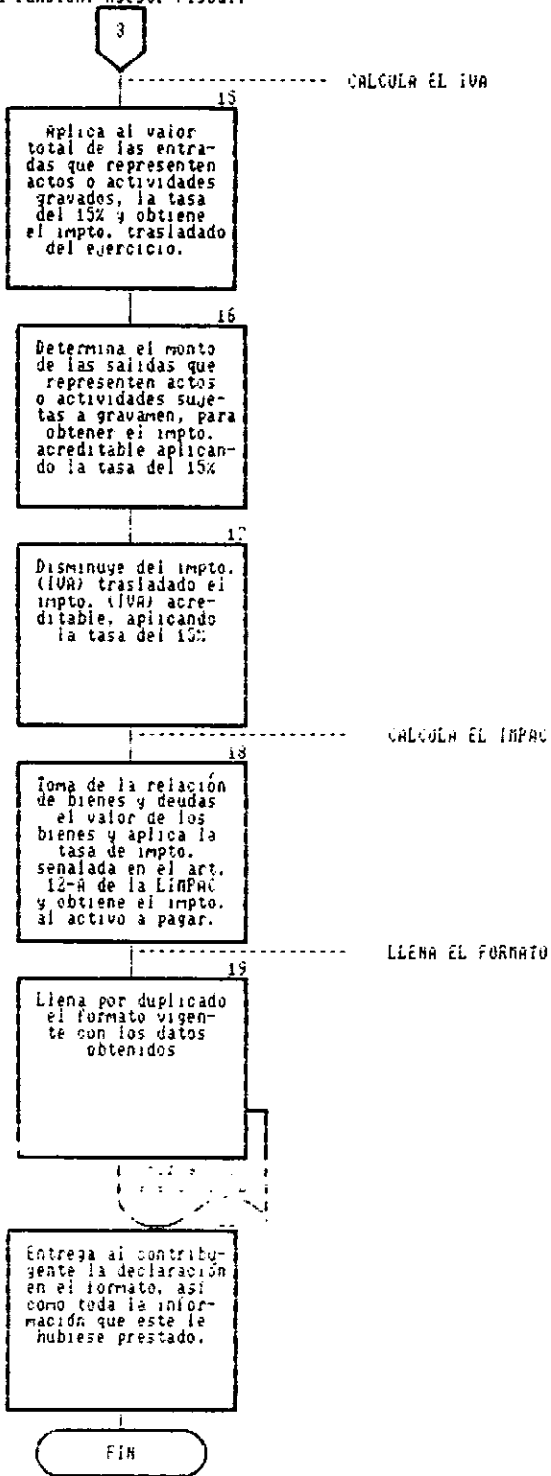 3
CALCULA EL IVA
15
Aplica al valor
total de las entra-
das que representen
actos o actividades
gravados, la tasa
del 15% y obtiene
el impto. trasladado
del ejercicio.
16
Determina el monto
de las salidas que
representen actos
o actividades suje-
tas a gravamen, para
obtener el impto.
acreditable aplican-
do la tasa del 15%
17
Disminuye del impto.
(IVA) trasladado el
impto. (IVA) acre-
ditable, aplicando
la tasa del 15%
CALCULA EL IMPAC
18
Toma de la relación
de bienes y deudas
el valor de los
bienes y aplica la
tasa de impto.
senalada en el art.
12-A de la LIMPAC
y obtiene el impto.
al activo a pagar.
LLENA EL FORMATO
19
Llena por duplicado
el formato vigen-
te con los datos
obtenidos
Entrega al contribu-
yente la declaración
en el formato, así
como toda la infor-
mación que este le
hubiese prestado.
FIN